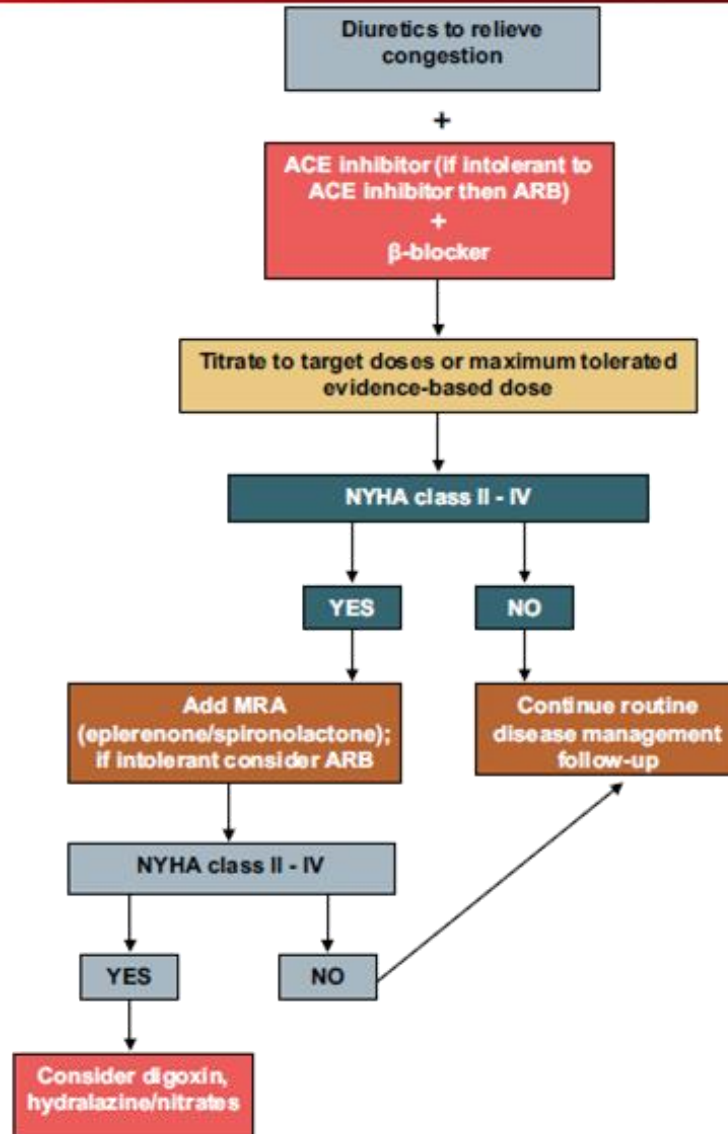 Diuretics to relieve
congestion
+
ACE inhibitor (if intolerant to
ACE inhibitor then ARB)
+
β-blocker
Titrate to target doses or maximum tolerated
evidence-based dose
NYHA class II - IV
YES
NO
Add MRA
(eplerenone/spironolactone);
if intolerant consider ARB
Continue routine
disease management
follow-up
NYHA class II - IV
YES
NO
Consider digoxin,
hydralazine/nitrates